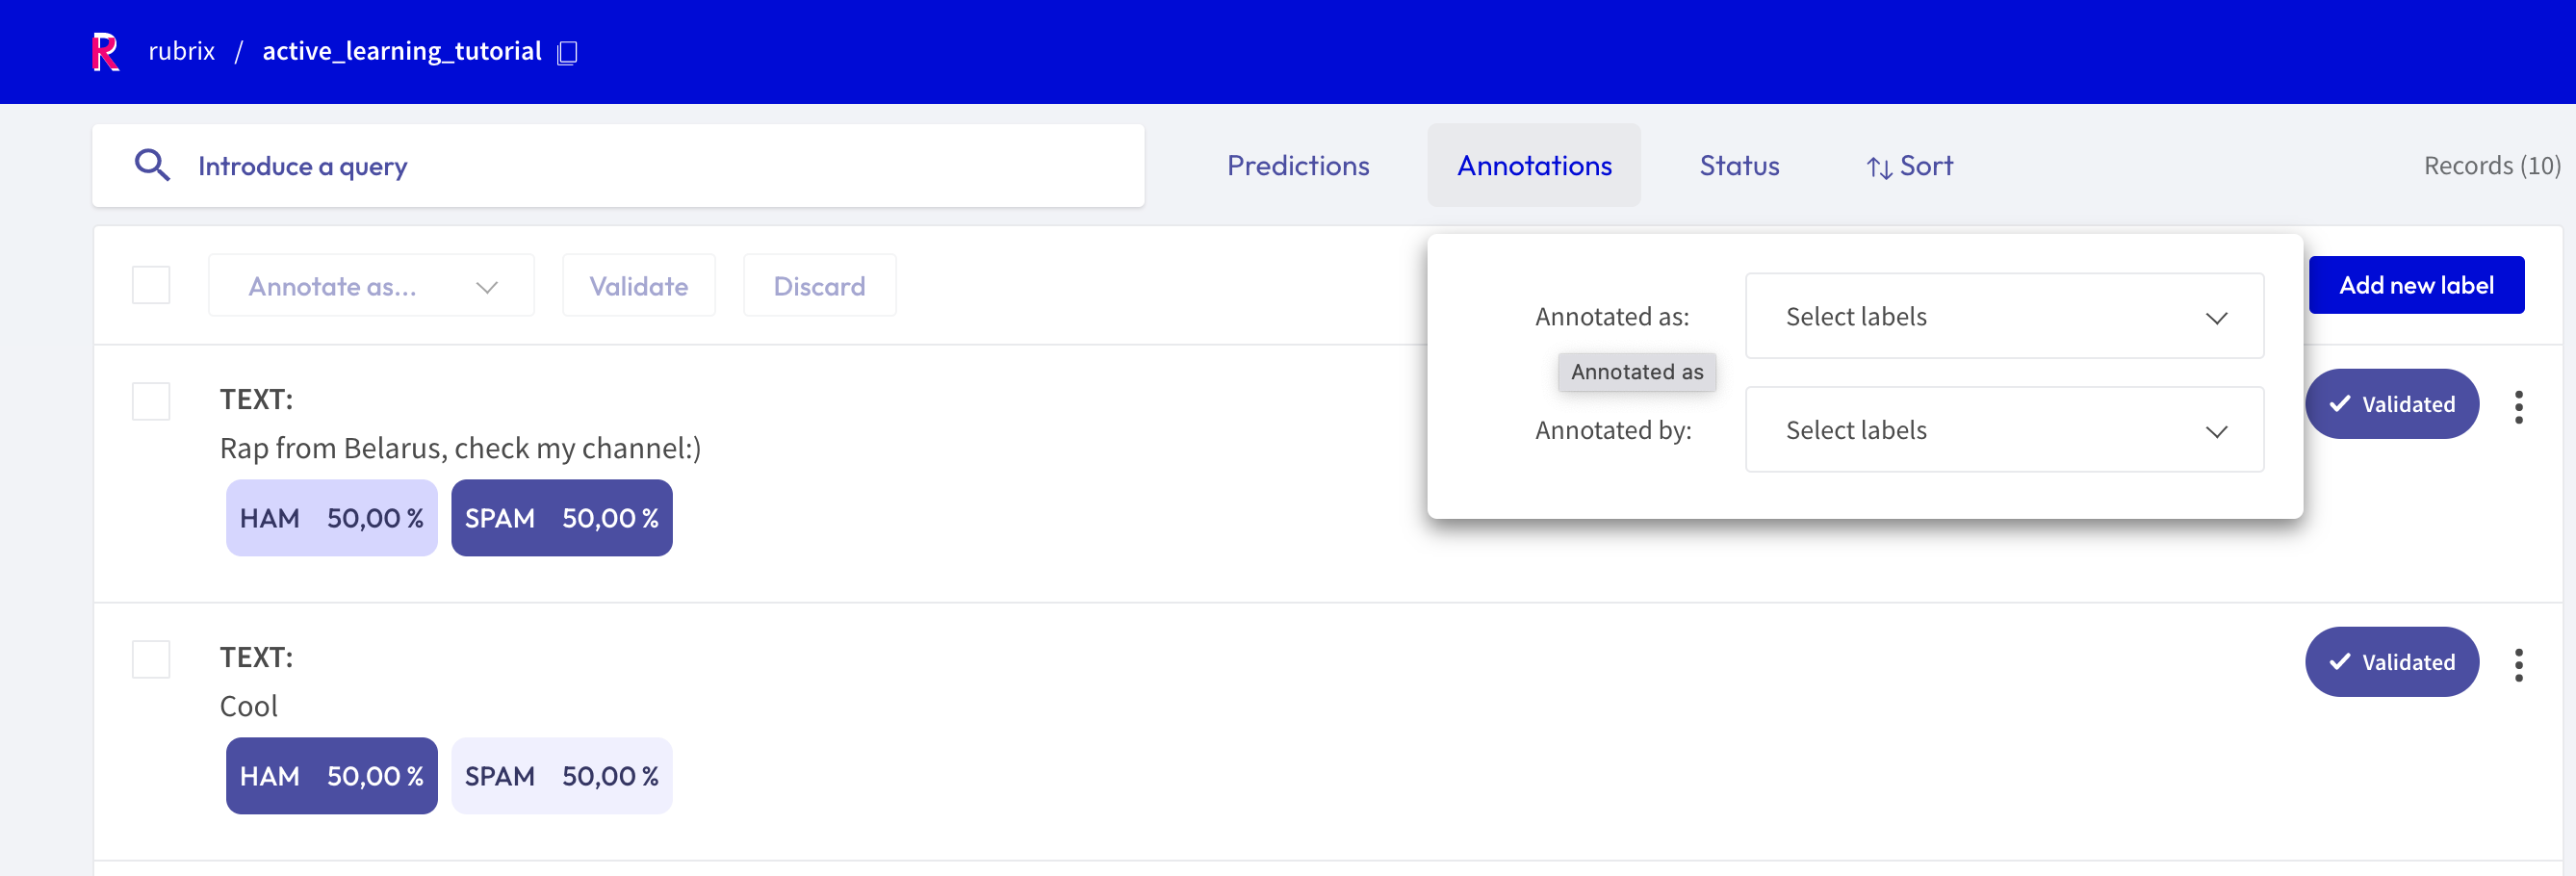 R rubrix / active_learning_tutorial
Introduce a query
Predictions Annotations Status Sort Records (10)
Annotate as... Validate Discard Add new label
Annotated as: Select labels
Annotated as
Annotated by: Select labels
TEXT: Validated
Rap from Belarus, check my channel:)
HAM 50,00 % SPAM 50,00 %
TEXT: Validated
Cool
HAM 50,00 % SPAM 50,00 %